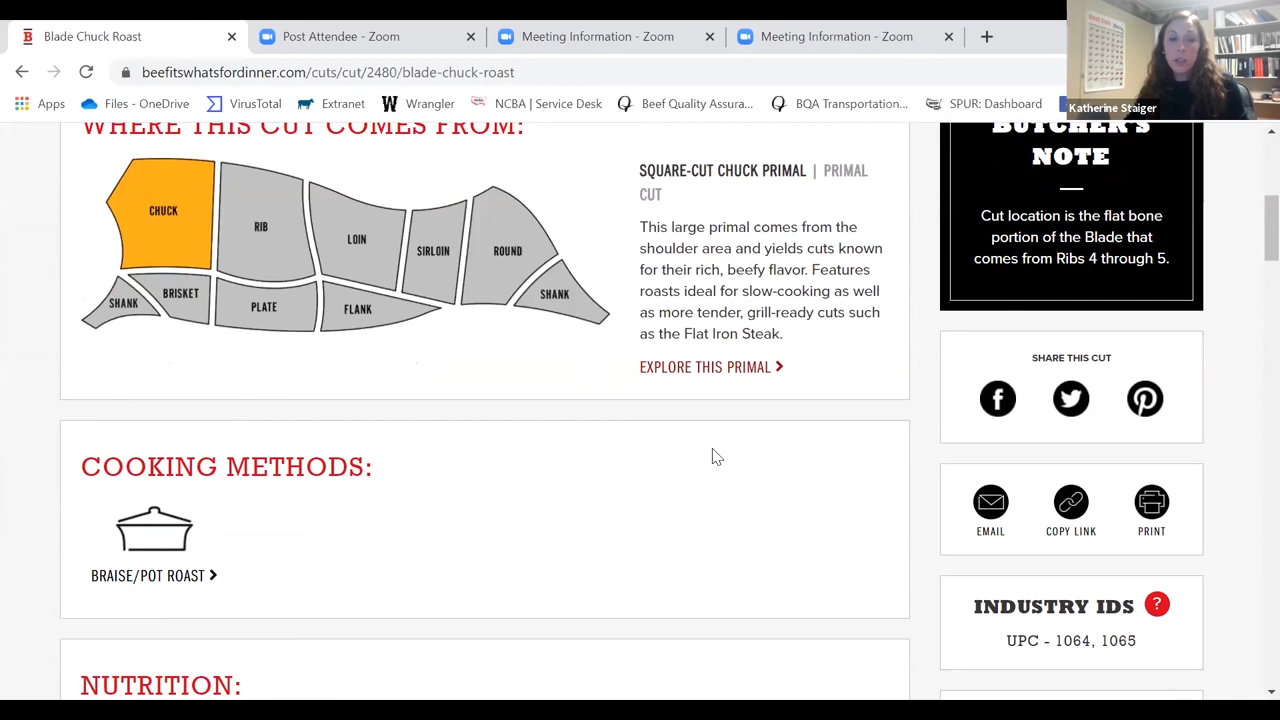 Blade Chuck Roast
Post Attendee - Zoom
Meeting Information - Zoom
Meeting Information - Zoom
beefitswhatsfordinner.com/cuts/cut/2480/blade-chuck-roast
Apps
Files - OneDrive
VirusTotal
Extranet
Wrangler
NCBA | Service Desk
Beef Quality Assura...
BQA Transportation...
SPUR: Dashboard
Katherine Staiger
WHERE THIS CUT COMES FROM:
CHUCK
RIB
LOIN
SIRLOIN
ROUND
SHANK
BRISKET
PLATE
FLANK
SHANK
SQUARE-CUT CHUCK PRIMAL | PRIMAL
CUT
This large primal comes from the
shoulder area and yields cuts known
for their rich, beefy flavor. Features
roasts ideal for slow-cooking as well
as more tender, grill-ready cuts such
as the Flat Iron Steak.
EXPLORE THIS PRIMAL
COOKING METHODS:
BRAISE/POT ROAST
NUTRITION:
BUTCHER'S
NOTE
Cut location is the flat bone
portion of the Blade that
comes from Ribs 4 through 5.
SHARE THIS CUT
EMAIL
COPY LINK
PRINT
INDUSTRY IDS ?
UPC - 1064, 1065